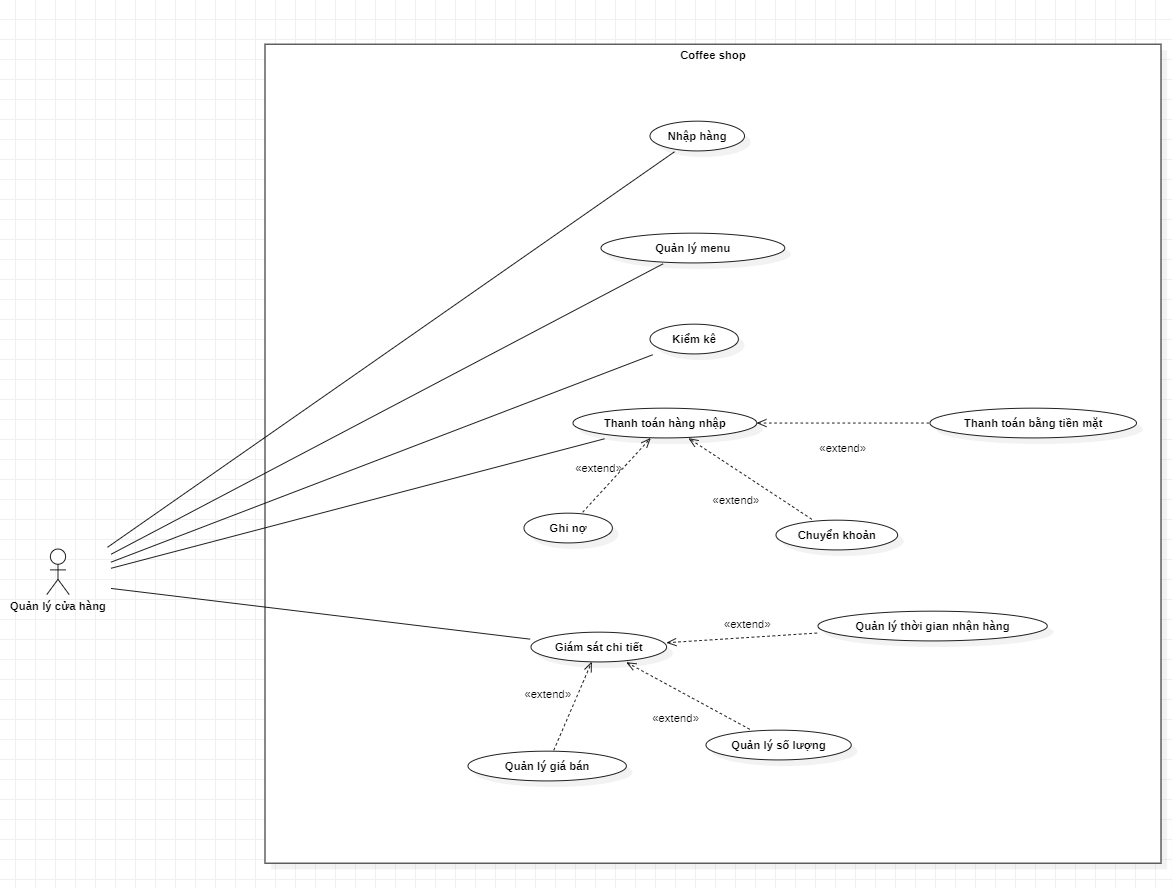 Coffee shop
Nhập hàng
Quản lý menu
Kiểm kê
Thanh toán hàng nhập
Thanh toán bằng tiền mặt
«extend»
«extend»
«extend»
Ghi nợ
Chuyển khoản
Quản lý cửa hàng
«extend»
Quản lý thời gian nhận hàng
Giám sát chi tiết
«extend»
«extend»
Quản lý số lượng
Quản lý giá bán